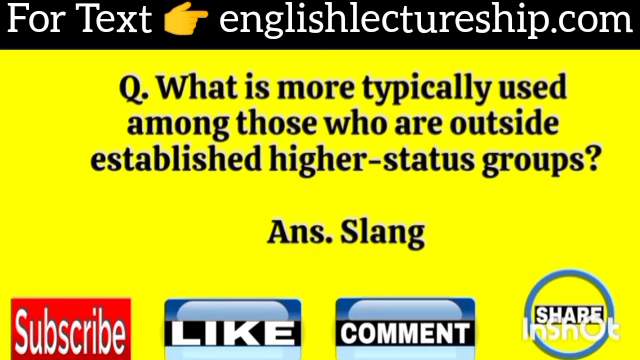 For Text 👉 englishlectureship.com
Q. What is more typically used
among those who are outside
established higher-status groups?
Ans. Slang
Subscribe
LIKE
COMMENT
SHARE
InShOt